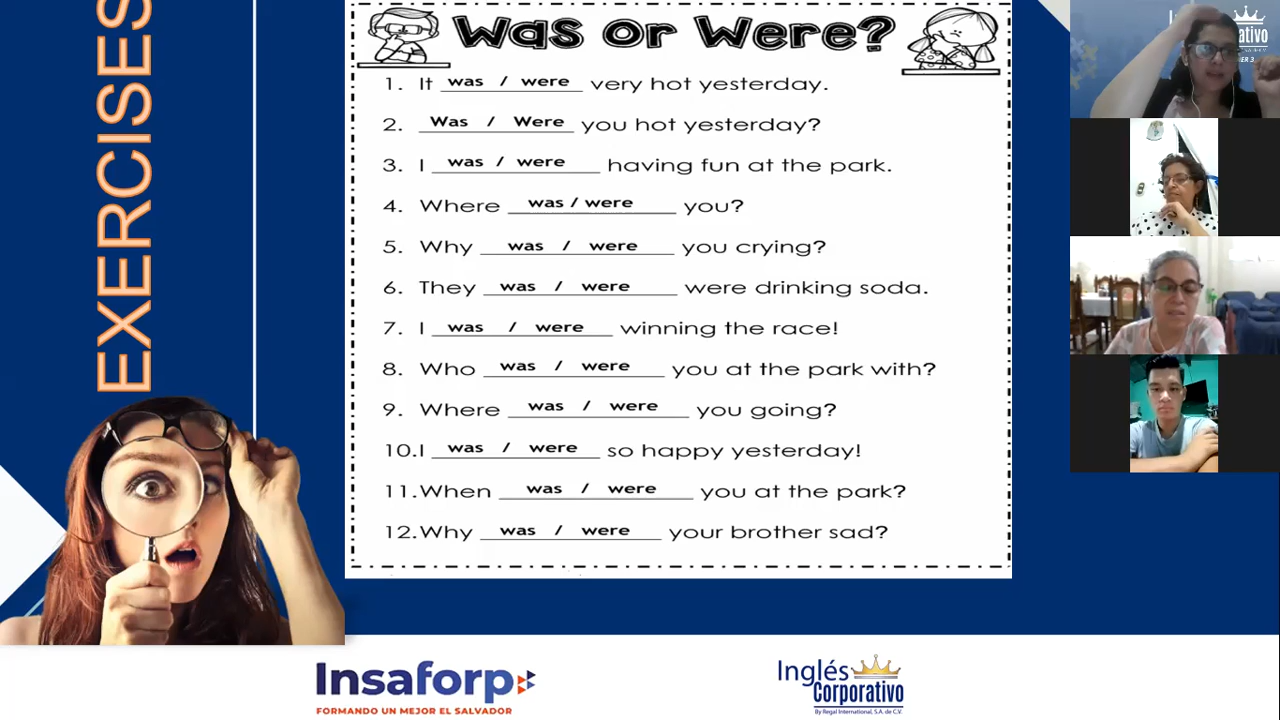 EXERCISES
Was or Were?
1. It was / were very hot yesterday.
2. Was / Were you hot yesterday?
3. I was / were having fun at the park.
4. Where was / were you?
5. Why was / were you crying?
6. They was / were were drinking soda.
7. I was / were winning the race!
8. Who was / were you at the park with?
9. Where was / were you going?
10. I was / were so happy yesterday!
11. When was / were you at the park?
12. Why was / were your brother sad?
Insaforp
FORMANDO UN MEJOR EL SALVADOR
Inglés
Corporativo
By Regal International, S.A. de C.V.